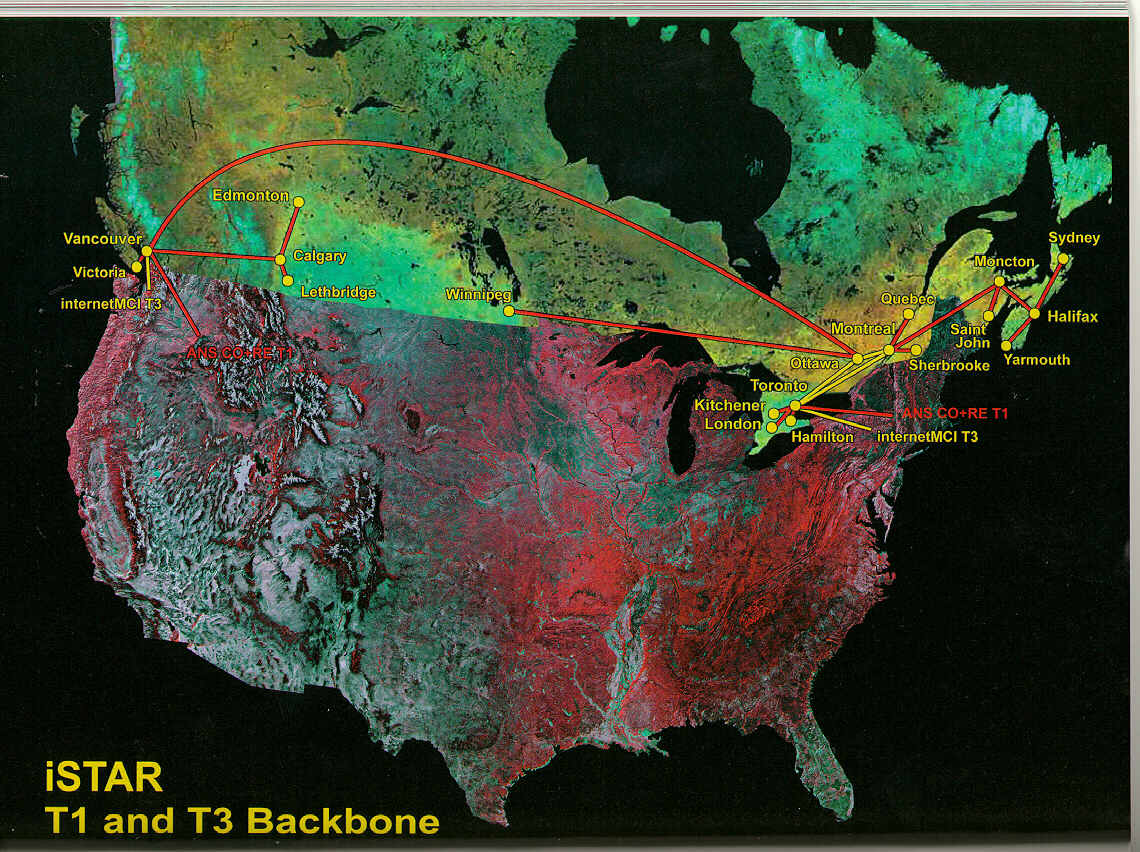 Edmonton
Vancouver
Calgary
Victoria
Lethbridge
internetMCI T3
Winnipeg
ANS CO+RE T1
Sydney
Moncton
Quebec
Halifax
Montreal
Saint
John
Yarmouth
Ottawa
Sherbrooke
Toronto
Kitchener
ANS CO+RE T1
London
Hamilton
internetMCI T3
iSTAR
T1 and T3 Backbone